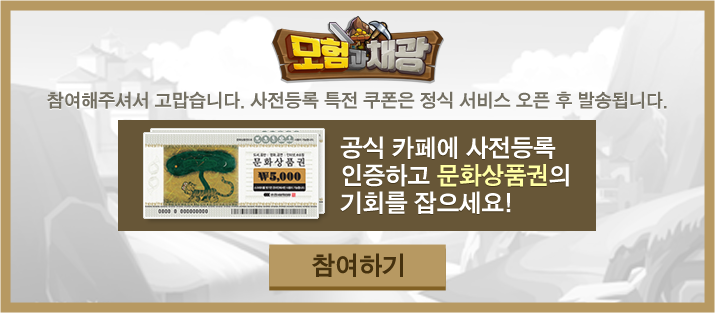 모험과채광
참여해주셔서 고맙습니다. 사전등록 특전 쿠폰은 정식 서비스 오픈 후 발송됩니다.
문화상품권
₩5,000
0000 0 000000000
공식 카페에 사전등록
인증하고 문화상품권의
기회를 잡으세요!
참여하기